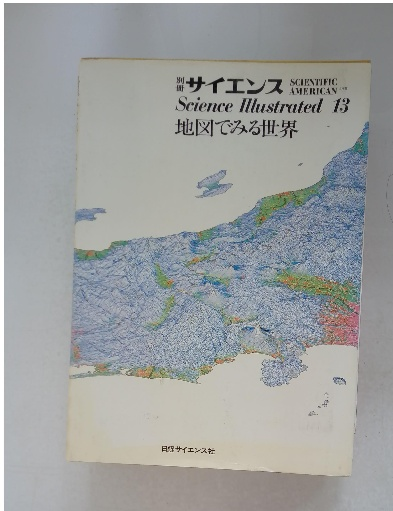 別冊 サイエンス SCIENTIFIC AMERICAN
Science Illustrated 13
地図でみる世界
日経サイエンス社